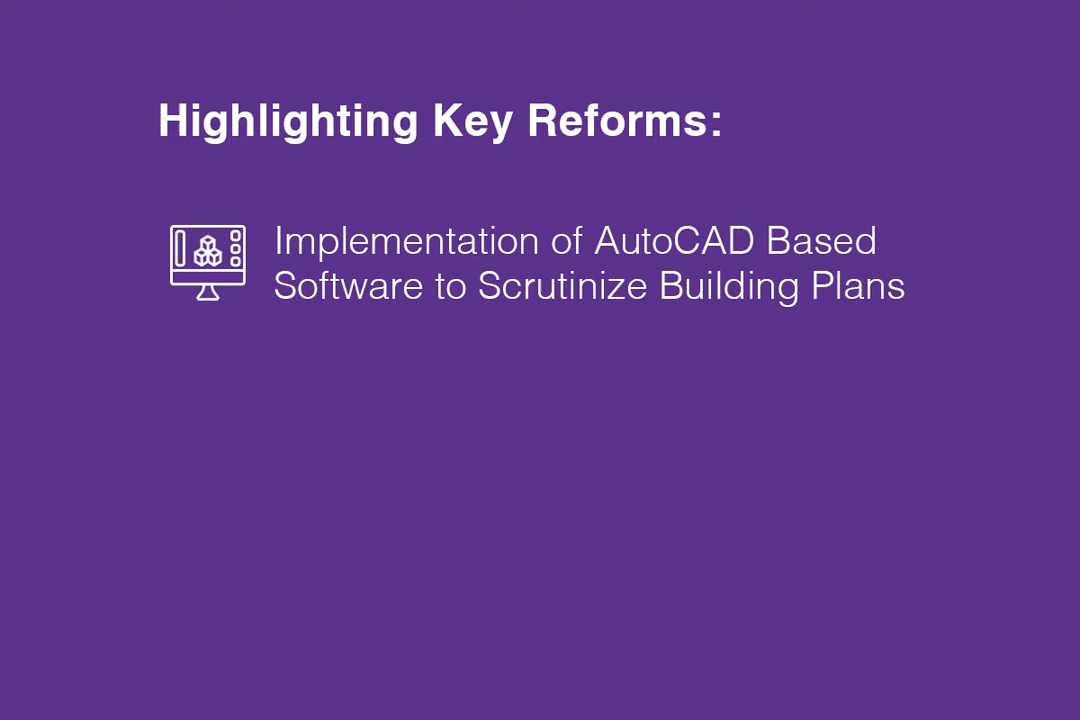 Highlighting Key Reforms:
Implementation of AutoCAD Based
Software to Scrutinize Building Plans